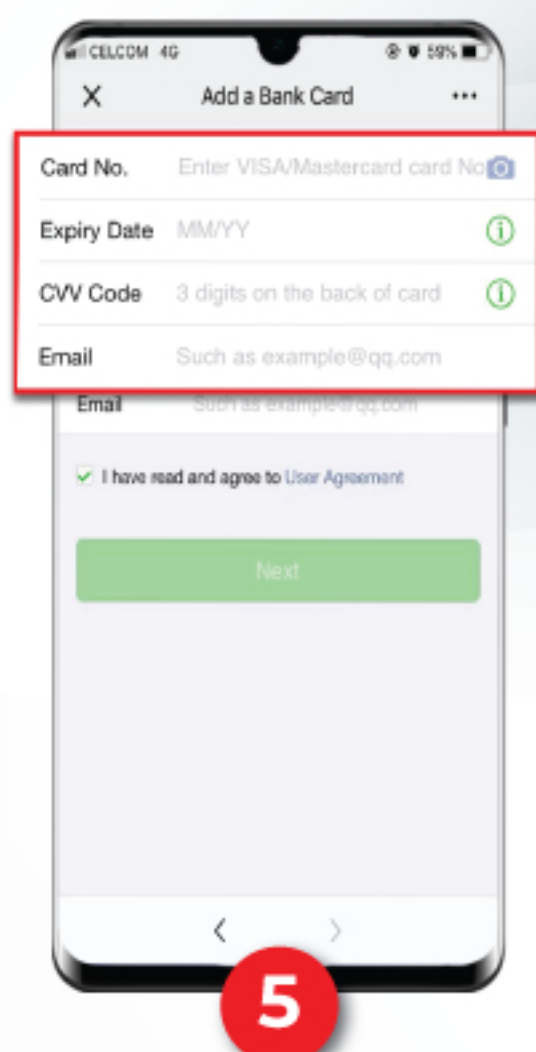 CELCOM 4G 59%
Add a Bank Card
Card No. Enter VISA/Mastercard card No
Expiry Date MM/YY
CVV Code 3 digits on the back of card
Email Such as example@qq.com
Email Such as example@qq.com
I have read and agree to User Agreement
Next
5